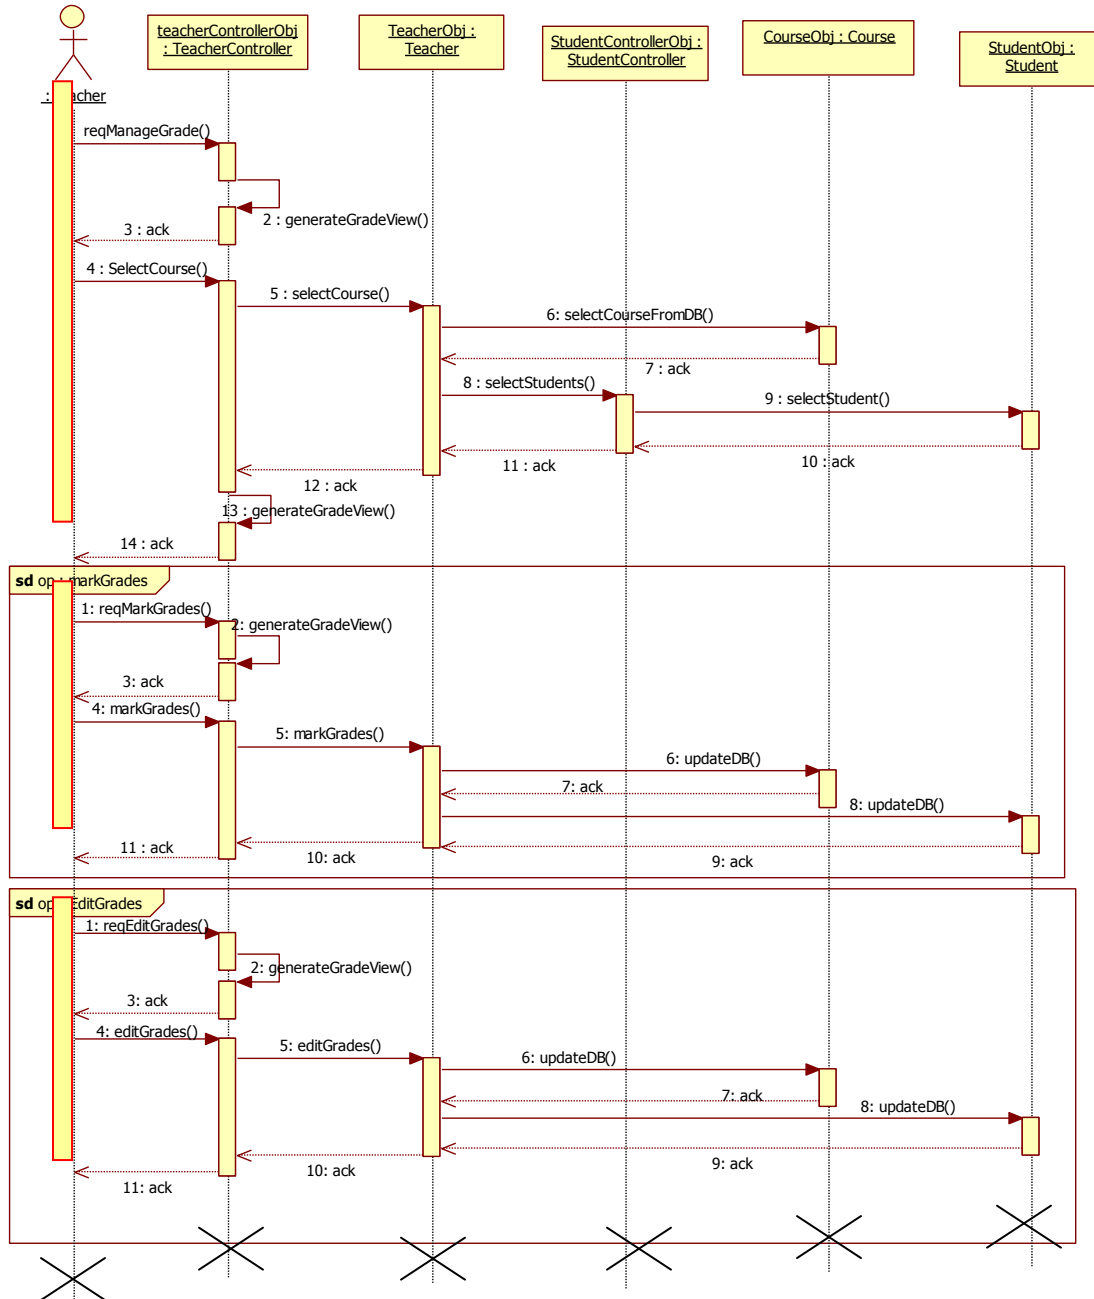 teacherControllerObj
: TeacherController
TeacherObj :
Teacher
StudentControllerObj :
StudentController
CourseObj : Course
StudentObj :
Student
reqManageGrade()
2 : generateGradeView()
3 : ack
4 : SelectCourse()
5 : selectCourse()
6: selectCourseFromDB()
7 : ack
8 : selectStudents()
9 : selectStudent()
10 : ack
11 : ack
12 : ack
13 : generateGradeView()
14 : ack
sd op : markGrades
1: reqMarkGrades()
2: generateGradeView()
3: ack
4: markGrades()
5: markGrades()
6: updateDB()
7: ack
8: updateDB()
9: ack
10: ack
11 : ack
sd op EditGrades
1: reqEditGrades()
2: generateGradeView()
3: ack
4: editGrades()
5: editGrades()
6: updateDB()
7: ack
8: updateDB()
9: ack
10: ack
11: ack